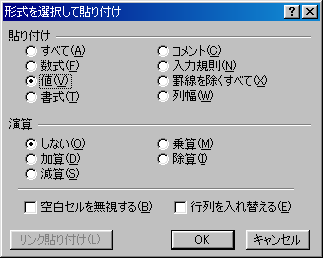 形式を選択して貼り付け
貼り付け
すべて(A) コメント(C)
数式(F) 入力規則(N)
値(V) 罫線を除くすべて(X)
書式(T) 列幅(W)
演算
しない(O) 乗算(M)
加算(D) 除算(I)
減算(S)
空白セルを無視する(B) 行列を入れ替える(E)
リンク貼り付け(L) OK キャンセル